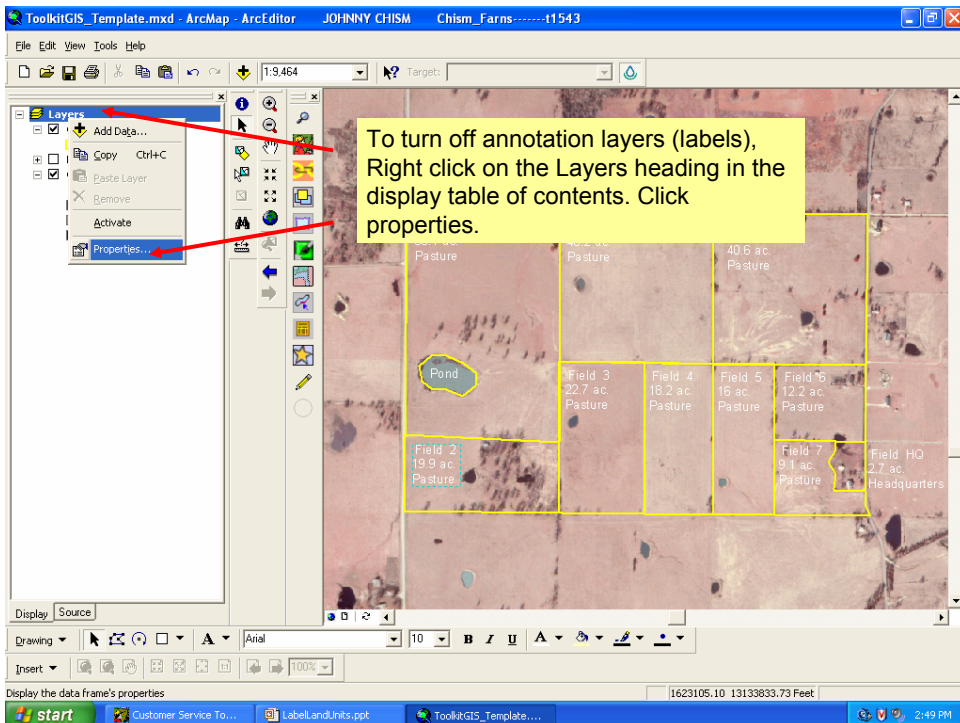 ToolkitGIS_Template.mxd - ArcMap - ArcEditor JOHNNY CHISM Chism_Farns-------t1543
File Edit View Tools Help
1:9,464 Target:
Layers
Add Data...
Copy Ctrl+C
Paste Layer
Remove
Activate
Properties...
To turn off annotation layers (labels),
Right click on the Layers heading in the
display table of contents. Click
properties.
Pasture
Pasture
40.6 ac.
Pasture
Pond
Field 3
22.7 ac.
Pasture
Field 4
18.2 ac.
Pasture
Field 5
16 ac.
Pasture
Field 6
12.2 ac.
Pasture
Field 2
19.9 ac.
Pasture
Field 7
9.1 ac.
Pasture
Field HQ
2.7 ac.
Headquarters
Display Source
Drawing A Arial 10 B I U A
Insert 100%
Display the data frame's properties 1623105.10 13133833.73 Feet
start Customer Service To... LabelLandUnits.ppt ToolkitGIS_Template.... 2:49 PM